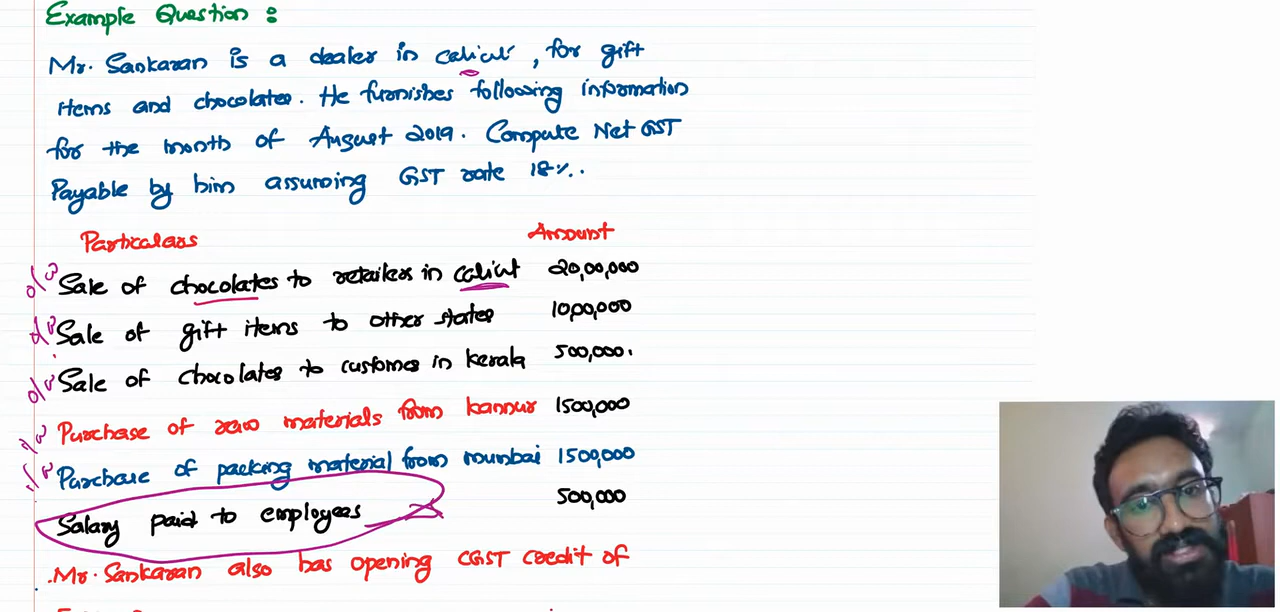 Example Question :
Mr. Sankaran is a dealer in calicut, for gift
items and chocolates. He furnishes following information
for the month of August 2019. Compute Net GST
Payable by him assuming GST rate 18%.
Particulars Amount
o/w Sale of chocolates to retailers in calicut 20,00,000
Sale of gift items to other states 1000,000
o/w Sale of chocolates to customers in kerala 500,000
Purchase of raw materials from kannur 1500,000
Purchase of packing material from mumbai 1500,000
Salary paid to employees 500,000
Mr. Sankaran also has opening CGST credit of